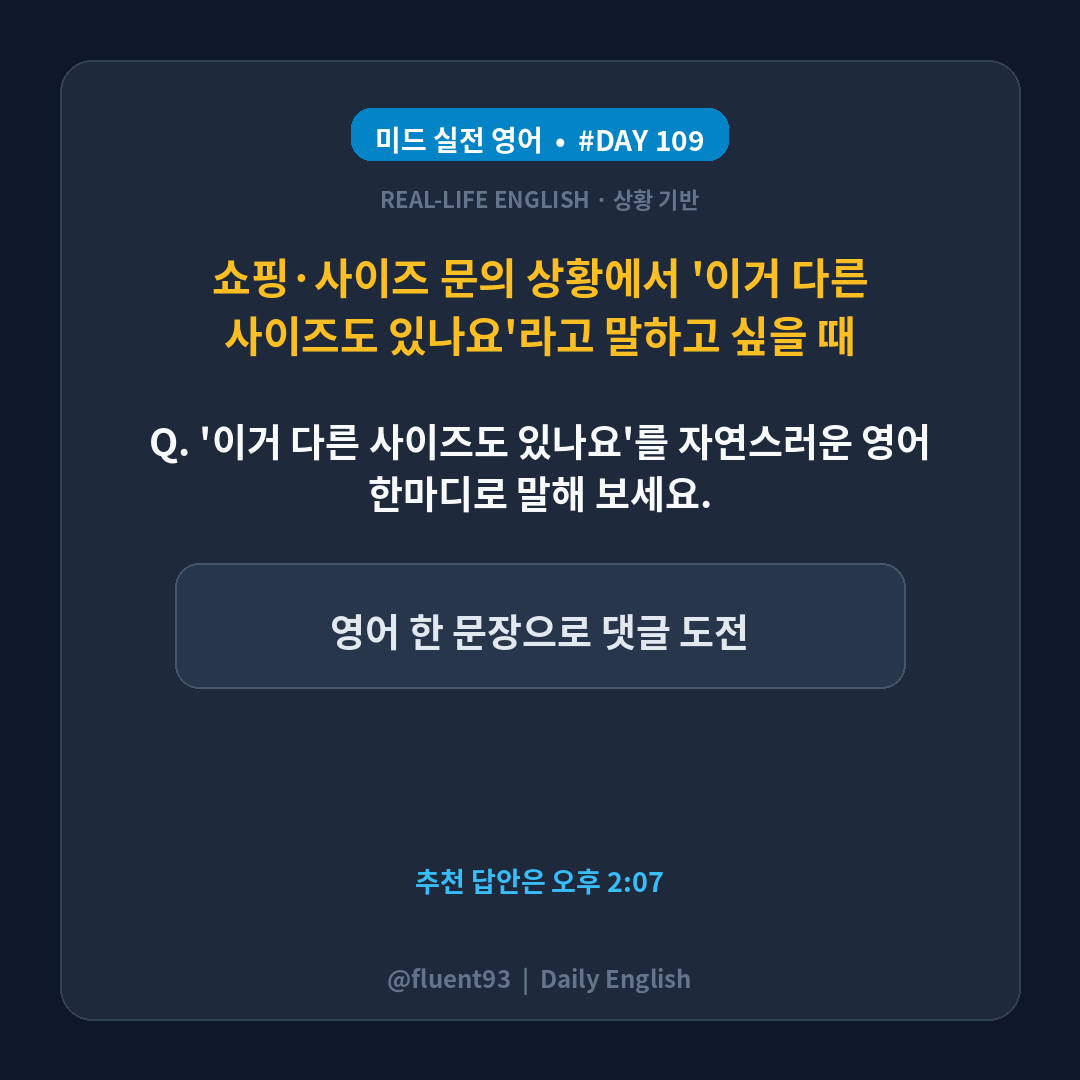 미드 실전 영어 • #DAY 109
REAL-LIFE ENGLISH · 상황 기반
쇼핑·사이즈 문의 상황에서 '이거 다른
사이즈도 있나요'라고 말하고 싶을 때
Q. '이거 다른 사이즈도 있나요'를 자연스러운 영어
한마디로 말해 보세요.
영어 한 문장으로 댓글 도전
추천 답안은 오후 2:07
@fluent93 | Daily English